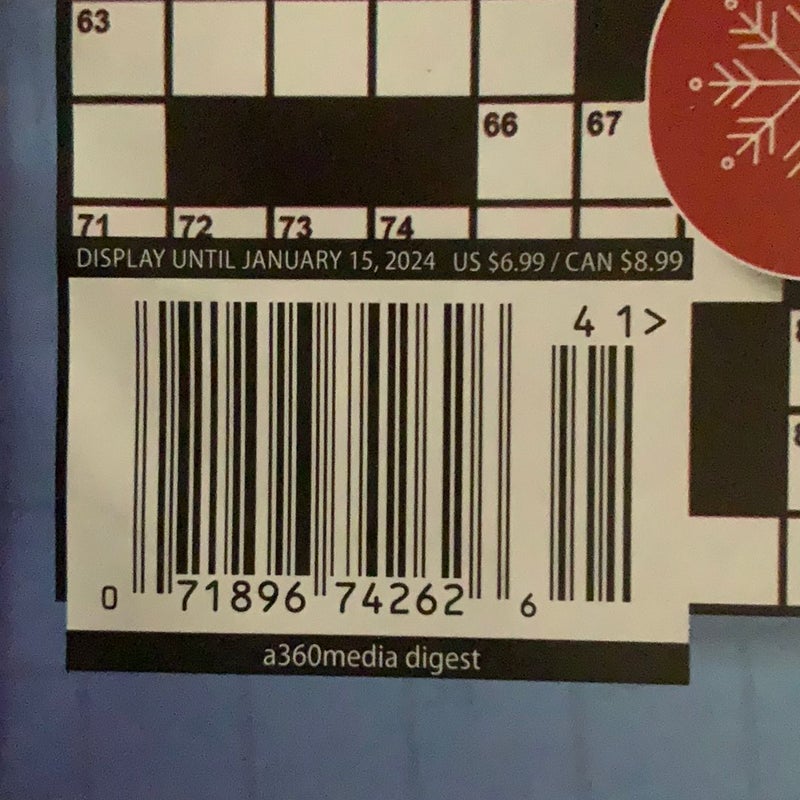 63
66 67
71 72 73 74
DISPLAY UNTIL JANUARY 15, 2024 US $6.99 / CAN $8.99
4 1>
0 71896 74262 6
a360media digest